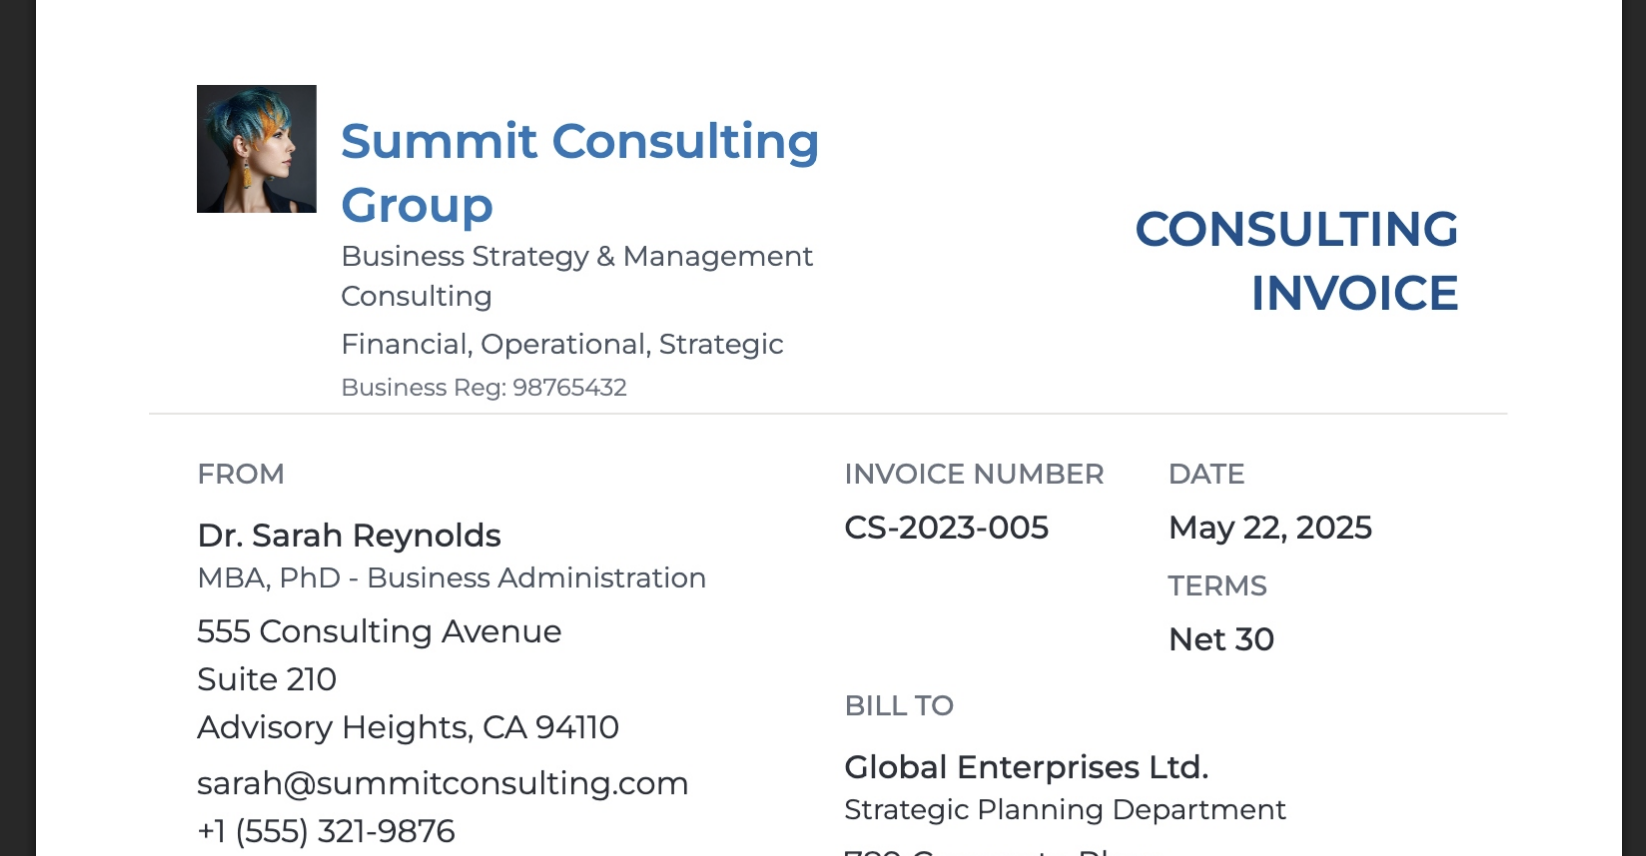 Summit Consulting
Group
Business Strategy & Management
Consulting
Financial, Operational, Strategic
Business Reg: 98765432
CONSULTING
INVOICE
FROM
Dr. Sarah Reynolds
MBA, PhD - Business Administration
555 Consulting Avenue
Suite 210
Advisory Heights, CA 94110
sarah@summitconsulting.com
+1 (555) 321-9876
INVOICE NUMBER
CS-2023-005
DATE
May 22, 2025
TERMS
Net 30
BILL TO
Global Enterprises Ltd.
Strategic Planning Department